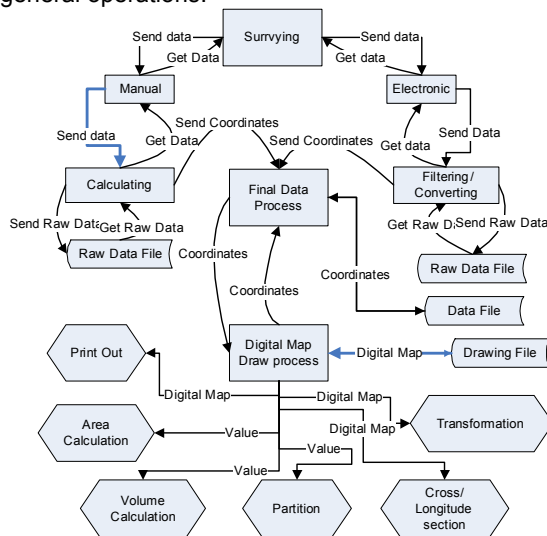 general operations.
Surrvying
Send data
Send data
Get Data
Get Data
Manual
Electronic
Send data
Get Data
Send Coordinates
Send Coordinates
Get data
Send Data
Calculating
Final Data
Process
Filtering/
Converting
Send Raw Data
Get Raw Data
Get Raw D
Send Raw Data
Raw Data File
Coordinates
Raw Data File
Coordinates
Coordinates
Data File
Print Out
Digital Map
Draw process
Digital Map
Drawing File
Digital Map
Digital Map
Digital Map
Transformation
Area
Calculation
Value
Value
Value
Volume
Calculation
Partition
Cross/
Longitude
section